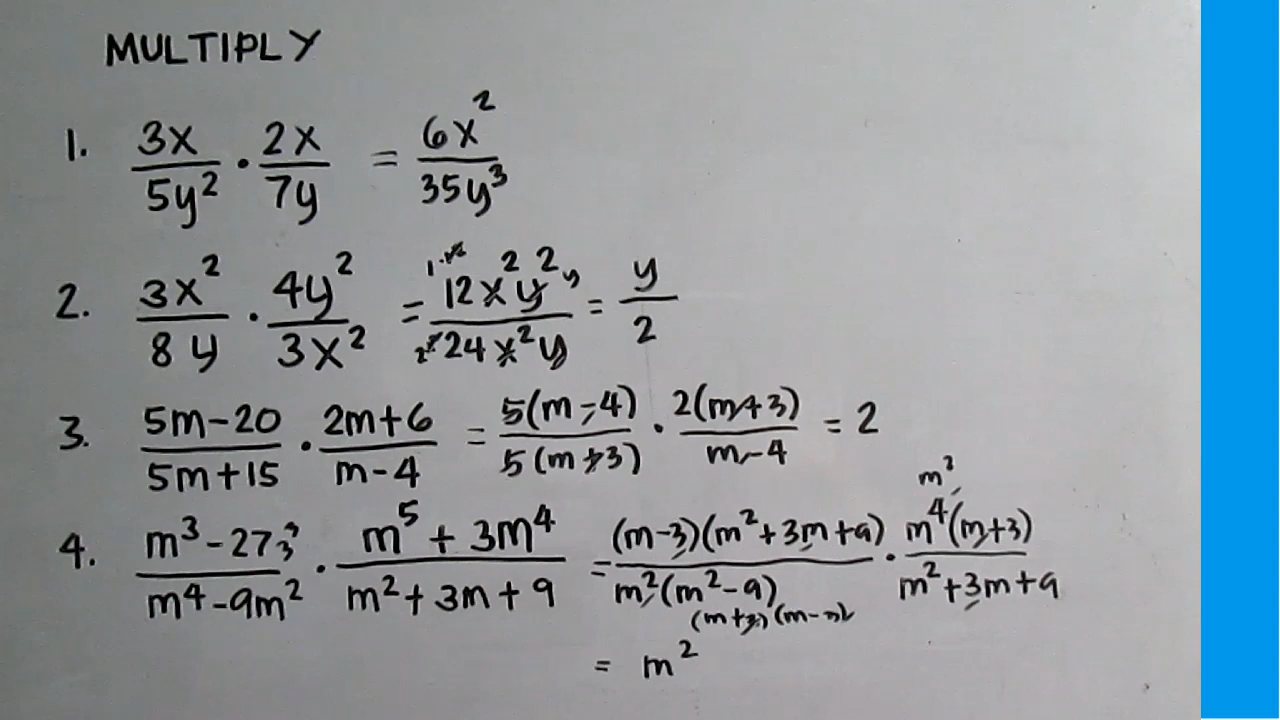 MULTIPLY
1. 3x/5y² · 2x/7y = 6x²/35y³
2. 3x²/8y · 4y²/3x² = 12x²y²/24x²y = y/2
3. 5m-20/5m+15 · 2m+6/m-4 = 5(m-4)/5(m+3) · 2(m+3)/m-4 = 2
4. m³-27/m⁴-9m² · m⁵+3m⁴/m²+3m+9 = (m-3)(m²+3m+9)/m²(m²-9) · m⁴(m+3)/m²+3m+9
(m+3)(m-3)
= m²